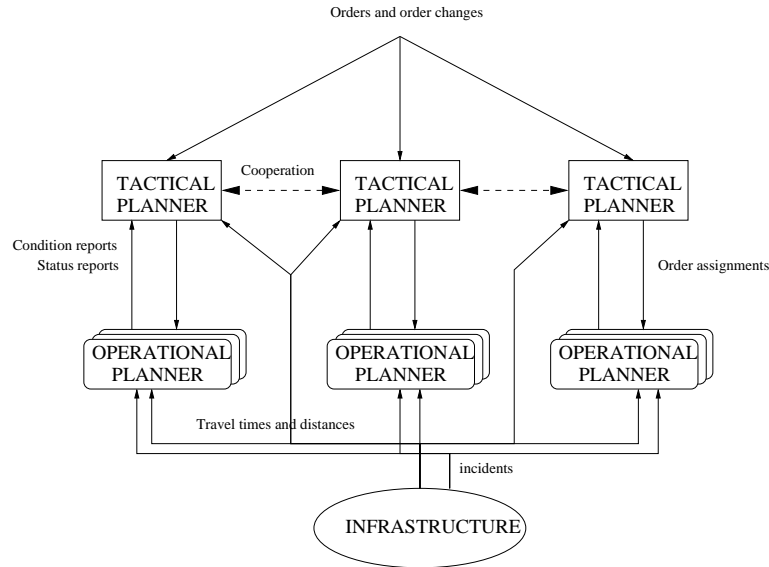 Orders and order changes
Cooperation
TACTICAL
PLANNER
TACTICAL
PLANNER
TACTICAL
PLANNER
Condition reports
Status reports
Order assignments
OPERATIONAL
PLANNER
OPERATIONAL
PLANNER
OPERATIONAL
PLANNER
Travel times and distances
incidents
INFRASTRUCTURE